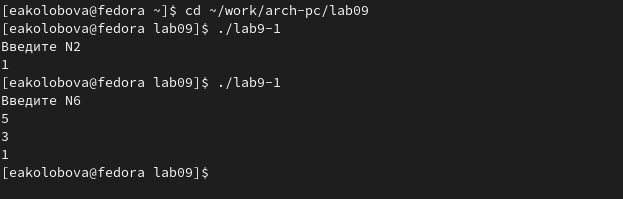 [eakolobova@fedora ~]$ cd ~/work/arch-pc/lab09
[eakolobova@fedora lab09]$ ./lab9-1
Введите N2
1
[eakolobova@fedora lab09]$ ./lab9-1
Введите N6
5
3
1
[eakolobova@fedora lab09]$